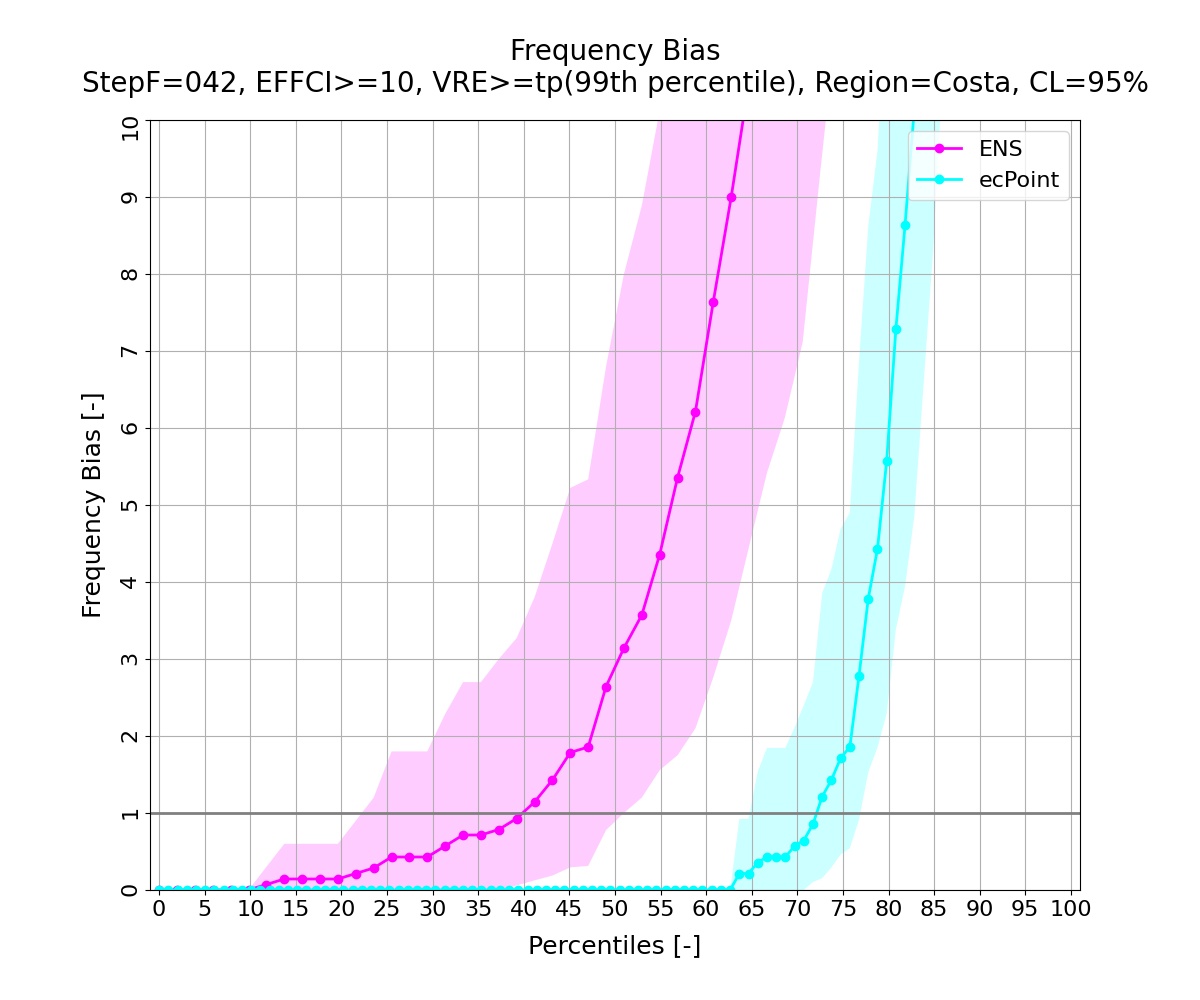 Frequency Bias
StepF=042, EFFCI>=10, VRE>=tp(99th percentile), Region=Costa, CL=95%
10
9
8
7
6
5
4
3
2
1
0
Frequency Bias [-]
ENS
ecPoint
0 5 10 15 20 25 30 35 40 45 50 55 60 65 70 75 80 85 90 95 100
Percentiles [-]